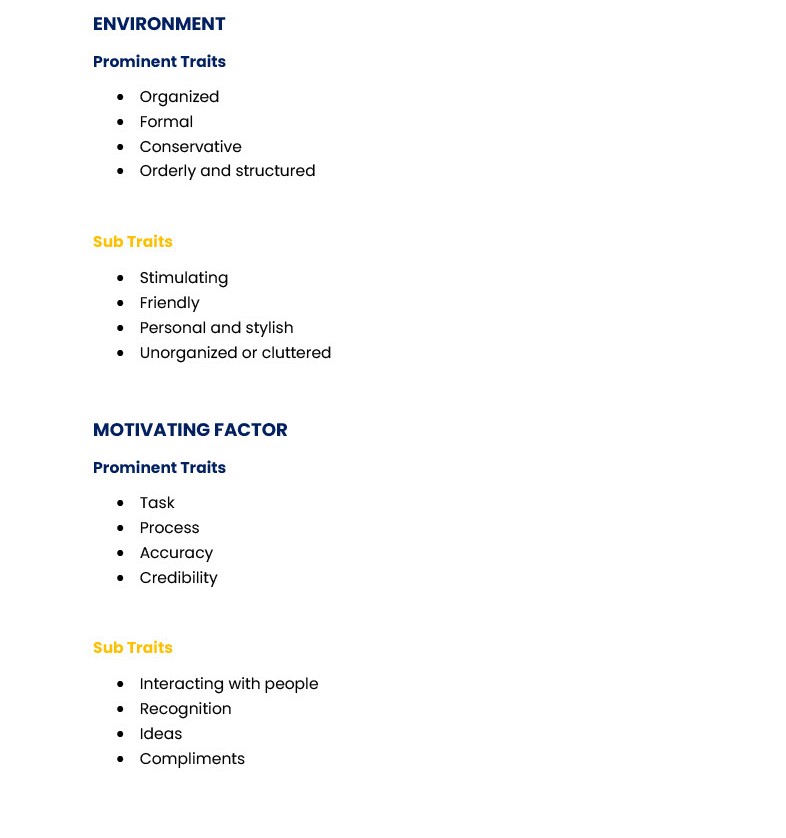 ENVIRONMENT
Prominent Traits
• Organized
• Formal
• Conservative
• Orderly and structured
Sub Traits
• Stimulating
• Friendly
• Personal and stylish
• Unorganized or cluttered
MOTIVATING FACTOR
Prominent Traits
• Task
• Process
• Accuracy
• Credibility
Sub Traits
• Interacting with people
• Recognition
• Ideas
• Compliments